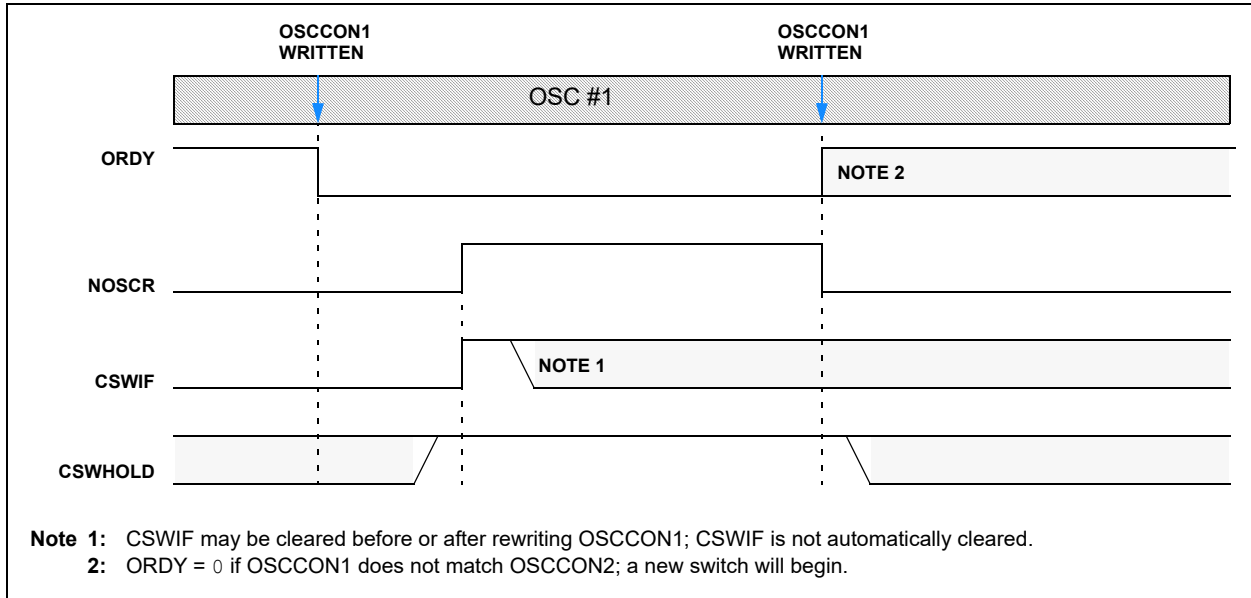 OSCCON1
WRITTEN
OSCCON1
WRITTEN
OSC #1
ORDY
NOTE 2
NOSCR
NOTE 1
CSWIF
CSWHOLD
Note 1: CSWIF may be cleared before or after rewriting OSCCON1; CSWIF is not automatically cleared.
2: ORDY = 0 if OSCCON1 does not match OSCCON2; a new switch will begin.